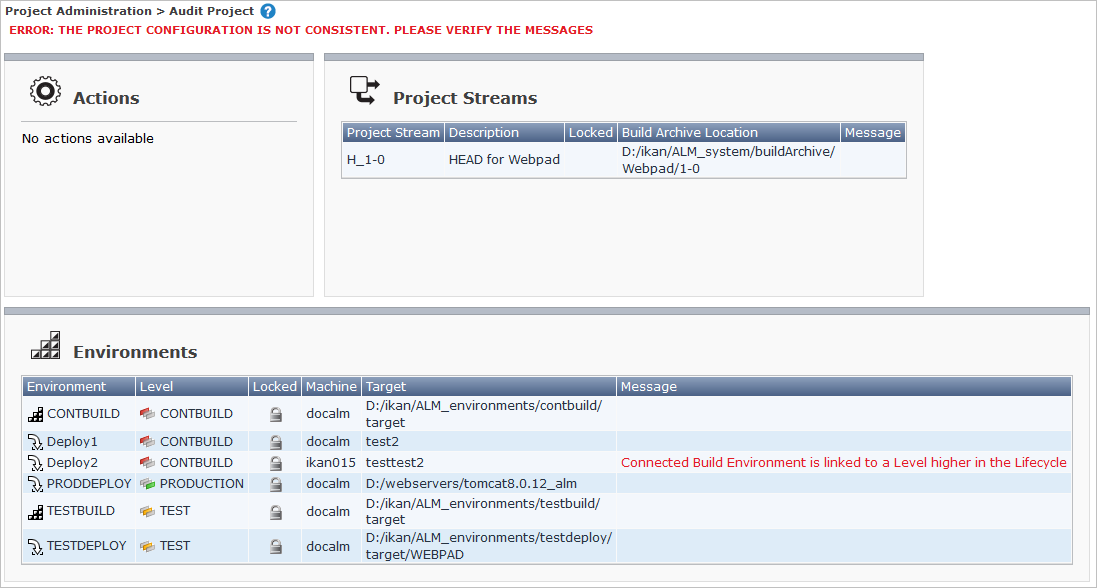 Project Administration > Audit Project ?
ERROR: THE PROJECT CONFIGURATION IS NOT CONSISTENT. PLEASE VERIFY THE MESSAGES
Actions
No actions available
Project Streams
Project Stream Description Locked Build Archive Location Message
H_1-0 HEAD for Webpad D:/ikan/ALM_system/buildArchive/
Webpad/1-0
Environments
Environment Level Locked Machine Target Message
CONTBUILD CONTBUILD docalm D:/ikan/ALM_environments/contbuild/
target
Deploy1 CONTBUILD docalm test2
Deploy2 CONTBUILD ikan015 testtest2 Connected Build Environment is linked to a Level higher in the Lifecycle
PRODDEPLOY PRODUCTION docalm D:/webservers/tomcat8.0.12_alm
TESTBUILD TEST docalm D:/ikan/ALM_environments/testbuild/
target
TESTDEPLOY TEST docalm D:/ikan/ALM_environments/testdeploy/
target/WEBPAD